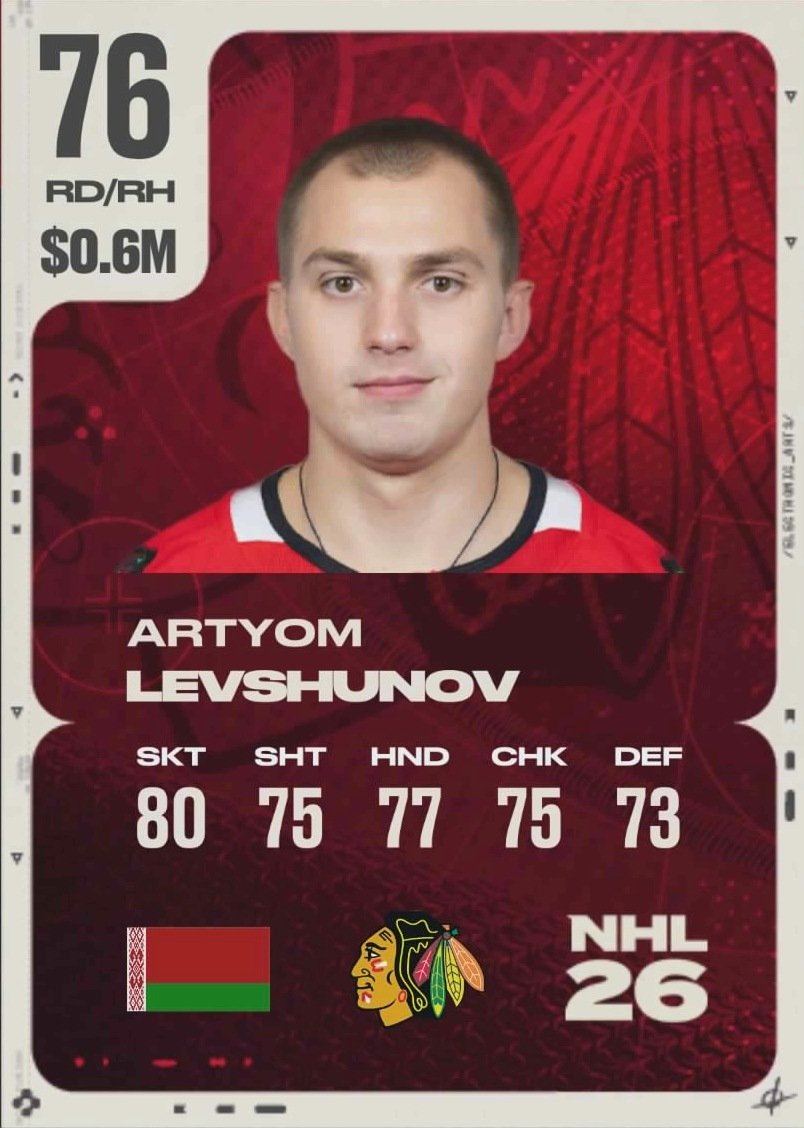 76
RD/RH
$0.6M
/ELECTRONIC_ARTS/
ARTYOM
LEVSHUNOV
SKT SHT HND CHK DEF
80 75 77 75 73
NHL
26